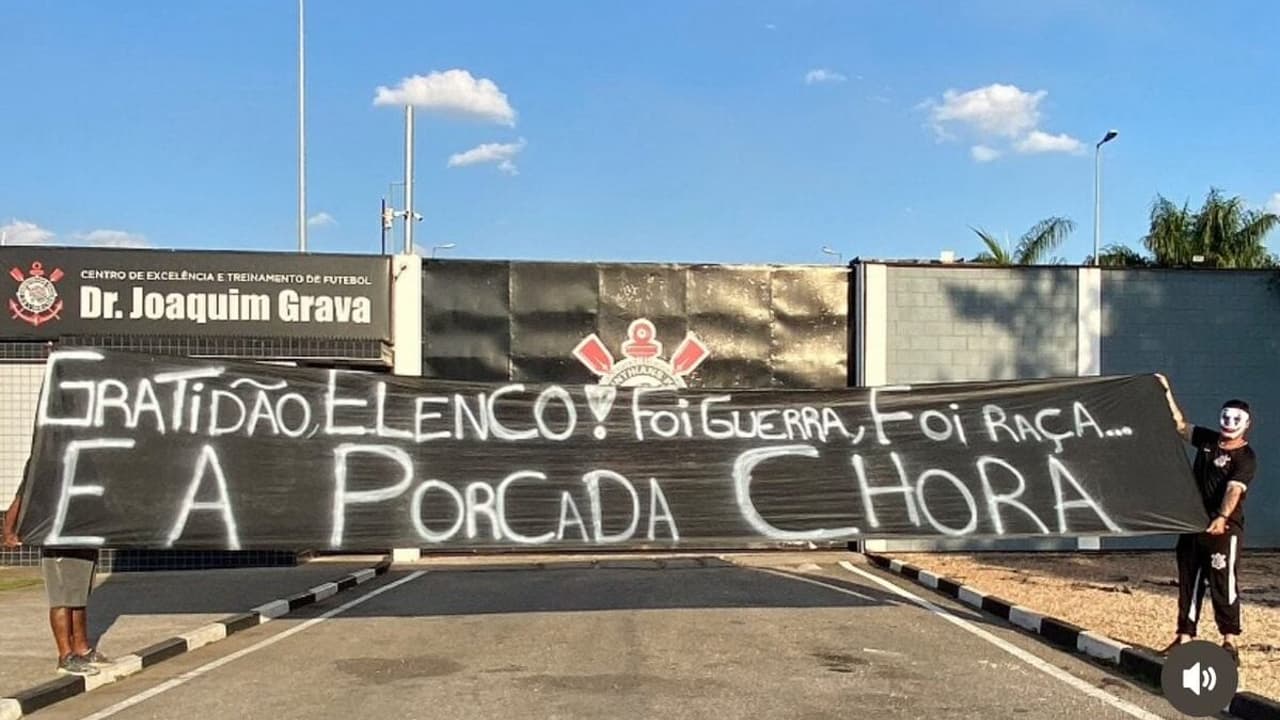 CENTRO DE EXCELÊNCIA E TREINAMENTO DE FUTEBOL
Dr. Joaquim Grava
GRATIDÃO, ELENCO! FOI GUERRA, FOI RAÇA...
E A PORCADA CHORA